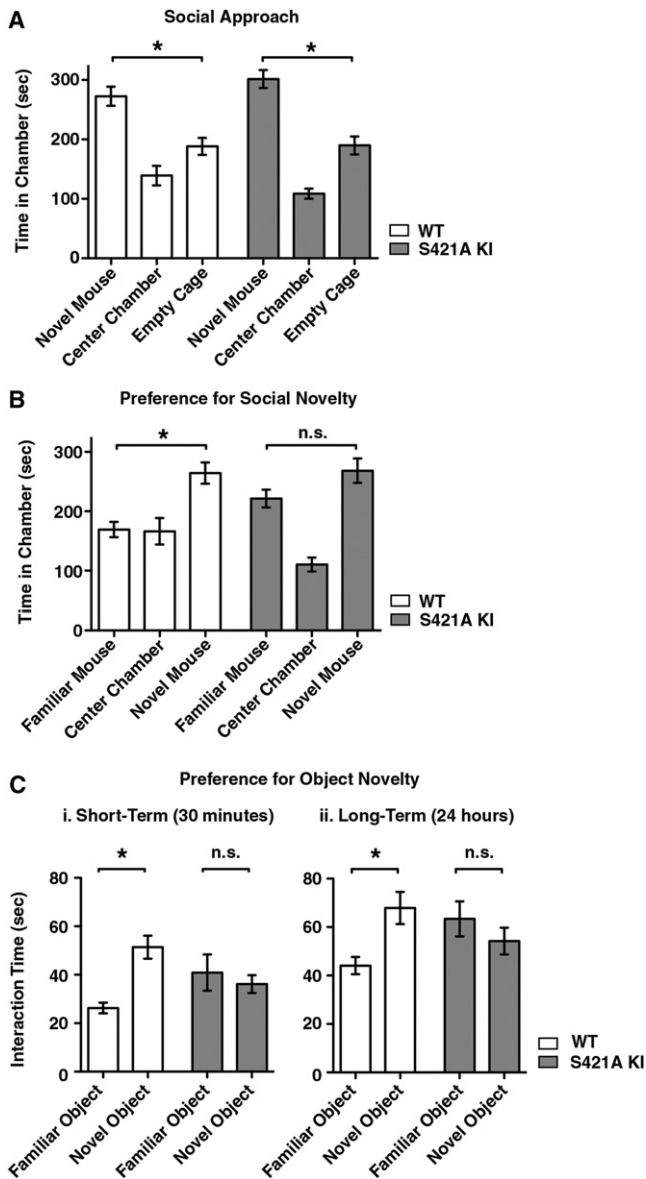 A
Social Approach
* *
Time in Chamber (sec)
300
200
100
0
Novel Mouse
Center Chamber
Empty Cage
Novel Mouse
Center Chamber
Empty Cage
WT
S421A KI
B
Preference for Social Novelty
* n.s.
Time in Chamber (sec)
300
200
100
0
Familiar Mouse
Center Chamber
Novel Mouse
Familiar Mouse
Center Chamber
Novel Mouse
WT
S421A KI
C
Preference for Object Novelty
i. Short-Term (30 minutes)
* n.s.
Interaction Time (sec)
80
60
40
20
0
Familiar Object
Novel Object
Familiar Object
Novel Object
ii. Long-Term (24 hours)
* n.s.
80
60
40
20
0
Familiar Object
Novel Object
Familiar Object
Novel Object
WT
S421A KI